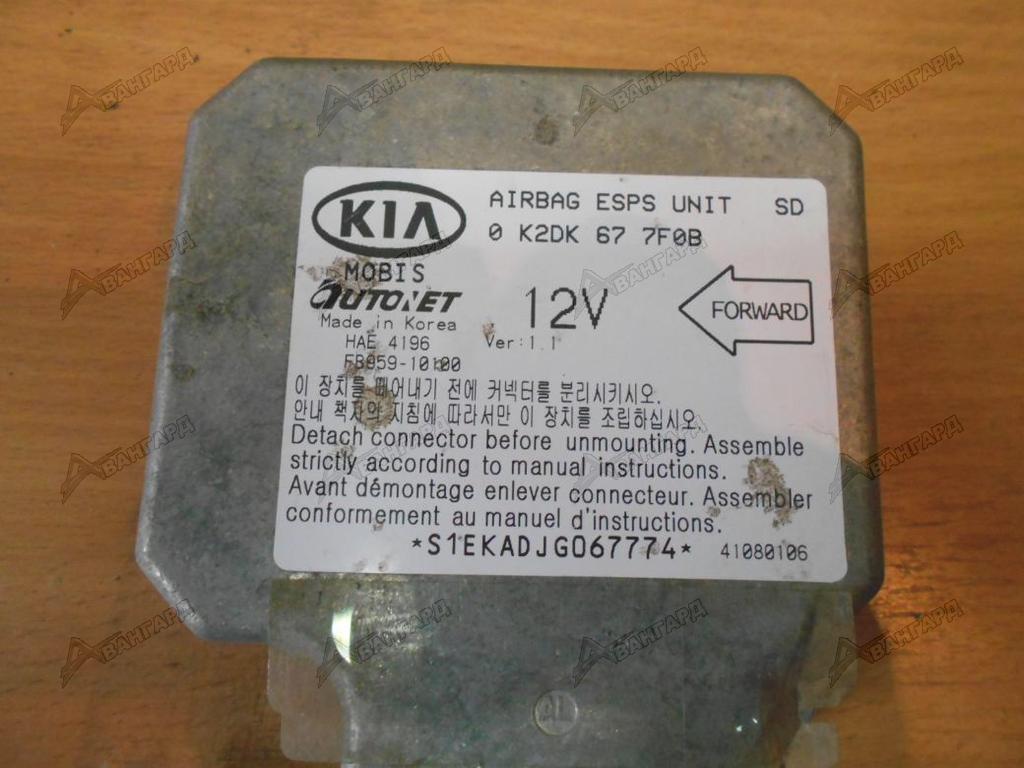 KIA
AIRBAG ESPS UNIT SD
0 K2DK 67 7F0B
MOBIS
AUTONET
12V
FORWARD
Made in Korea
HAE 4196 Ver:1.1
FB959-10100
이 장치를 떼어내기 전에 커넥터를 분리시키시오.
안내 책자의 지침에 따라서만 이 장치를 조립하십시오.
Detach connector before unmounting. Assemble
strictly according to manual instructions.
Avant démontage enlever connecteur. Assembler
conformement au manuel d'instructions.
*S1EKADJG067774* 41080106
AL
АВАНГАРД